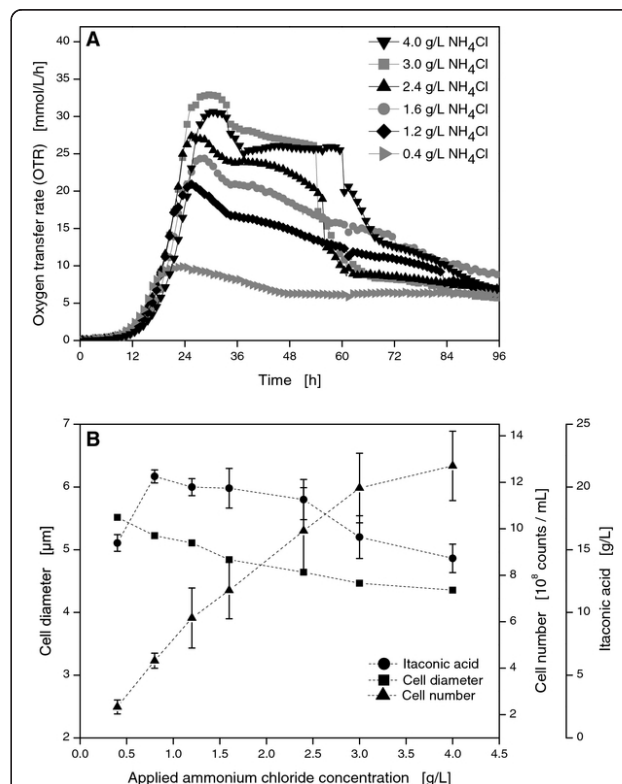 A
Oxygen transfer rate (OTR) [mmol/L/h]
40
35
30
25
20
15
10
5
0
4.0 g/L NH4Cl
3.0 g/L NH4Cl
2.4 g/L NH4Cl
1.6 g/L NH4Cl
1.2 g/L NH4Cl
0.4 g/L NH4Cl
0 12 24 36 48 60 72 84 96
Time [h]
B
Cell diameter [µm]
7
6
5
4
3
2
Itaconic acid
Cell diameter
Cell number
14
12
10
8
6
4
2
Cell number [10⁸ counts / mL]
25
20
15
10
5
0
Itaconic acid [g/L]
0.0 0.5 1.0 1.5 2.0 2.5 3.0 3.5 4.0 4.5
Applied ammonium chloride concentration [g/L]